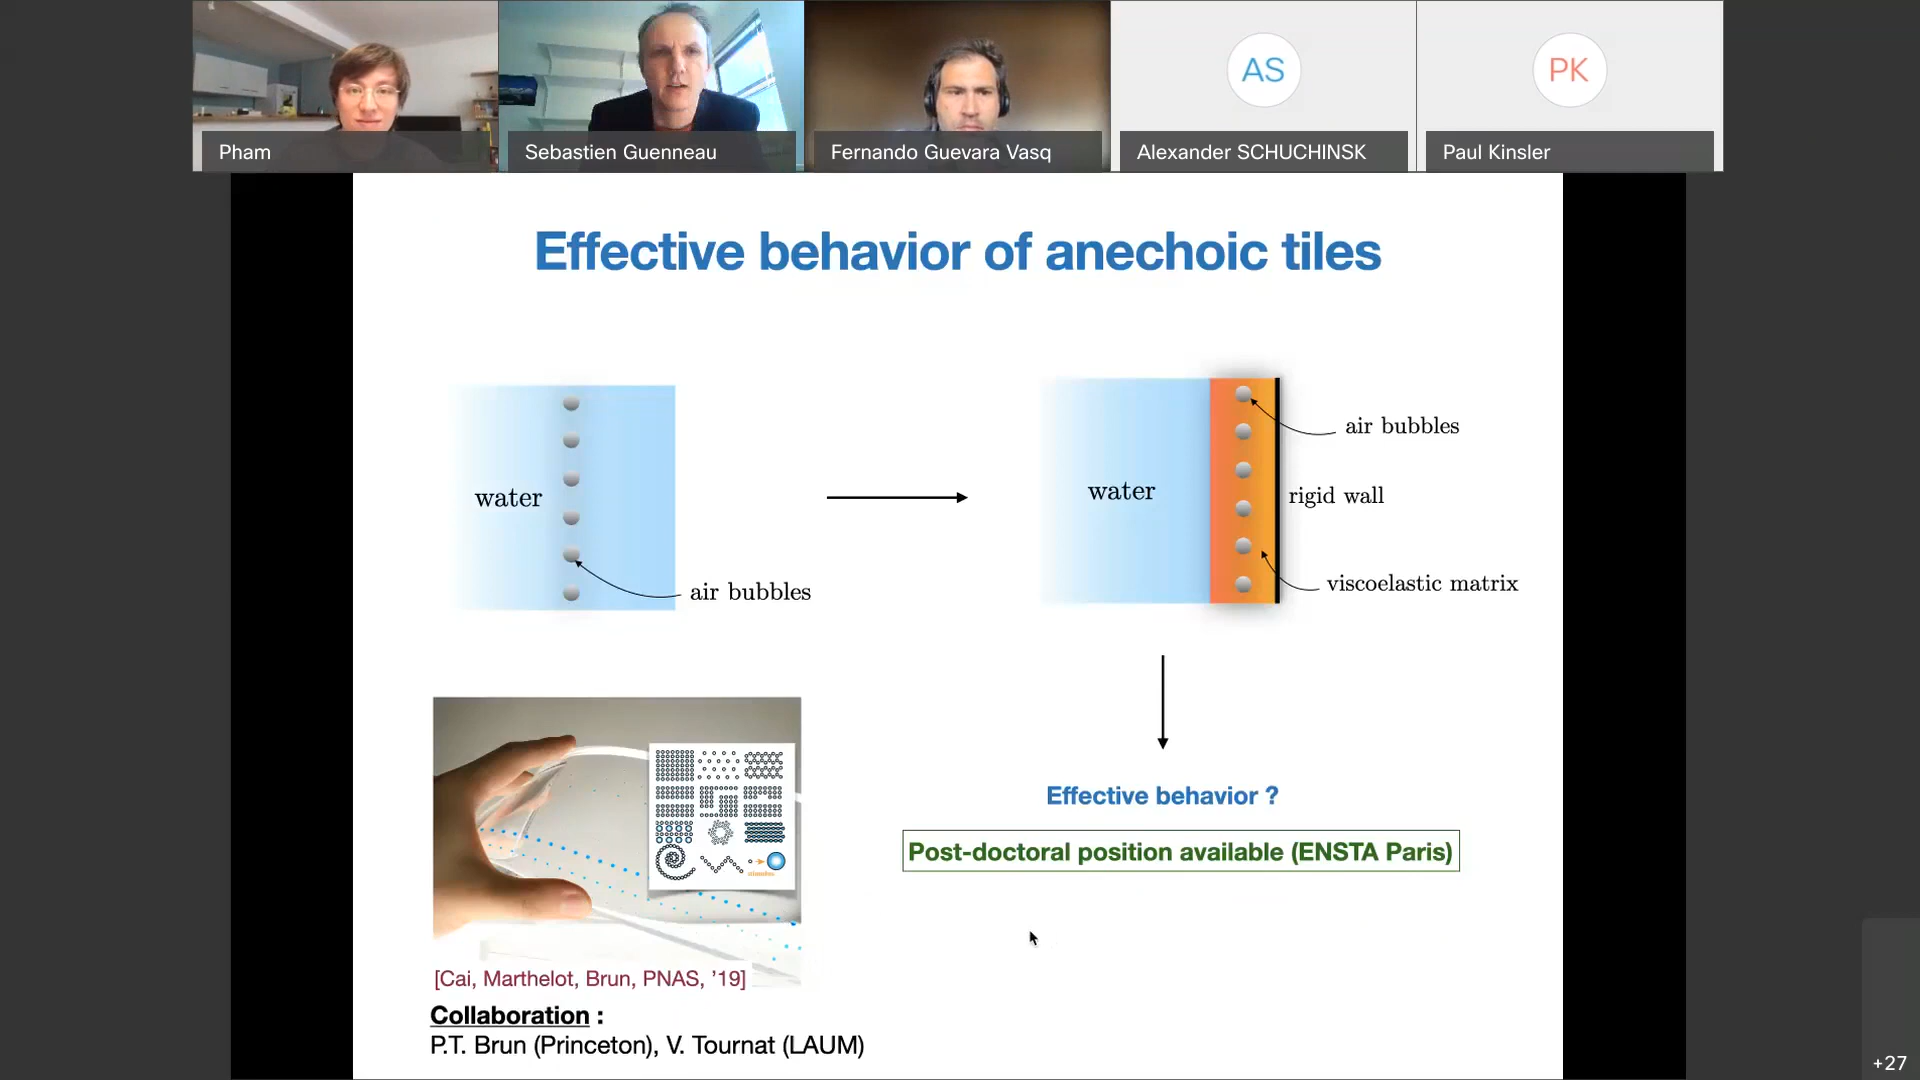 Pham
Sebastien Guenneau
Fernando Guevara Vasq
AS
Alexander SCHUCHINSK
PK
Paul Kinsler
Effective behavior of anechoic tiles
water
air bubbles
water
air bubbles
rigid wall
viscoelastic matrix
Effective behavior ?
Post-doctoral position available (ENSTA Paris)
[Cai, Marthelot, Brun, PNAS, ’19]
Collaboration :
P.T. Brun (Princeton), V. Tournat (LAUM)
+27